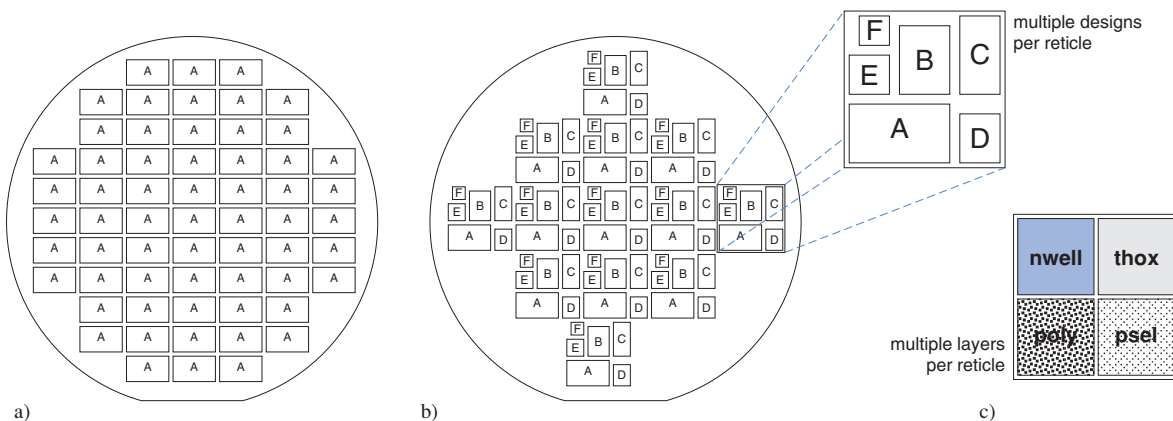 A A A
A A A A A
A A A A A
A A A A A A A
A A A A A A A
A A A A A A A
A A A A A A A
A A A A A A A
A A A A A
A A A A A
A A A
a)
F
E B C
A D
F F F
E B C E B C E B C
A D A D A D
F F F F F
E B C E B C E B C E B C E B C
A D A D A D A D A D
F F F
E B C E B C E B C
A D A D A D
F
E B C
A D
b)
F
E B C
A D
multiple designs
per reticle
nwell thox
poly psel
multiple layers
per reticle
c)